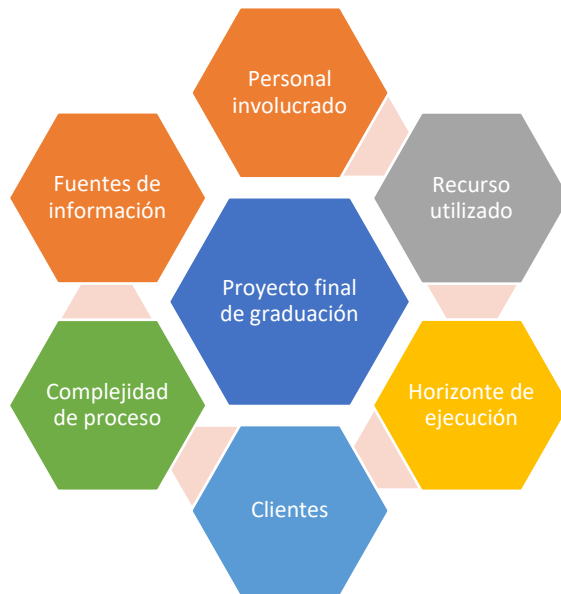 Personal
involucrado
Fuentes de
información
Recurso
utilizado
Proyecto final
de graduación
Complejidad
de proceso
Horizonte de
ejecución
Clientes